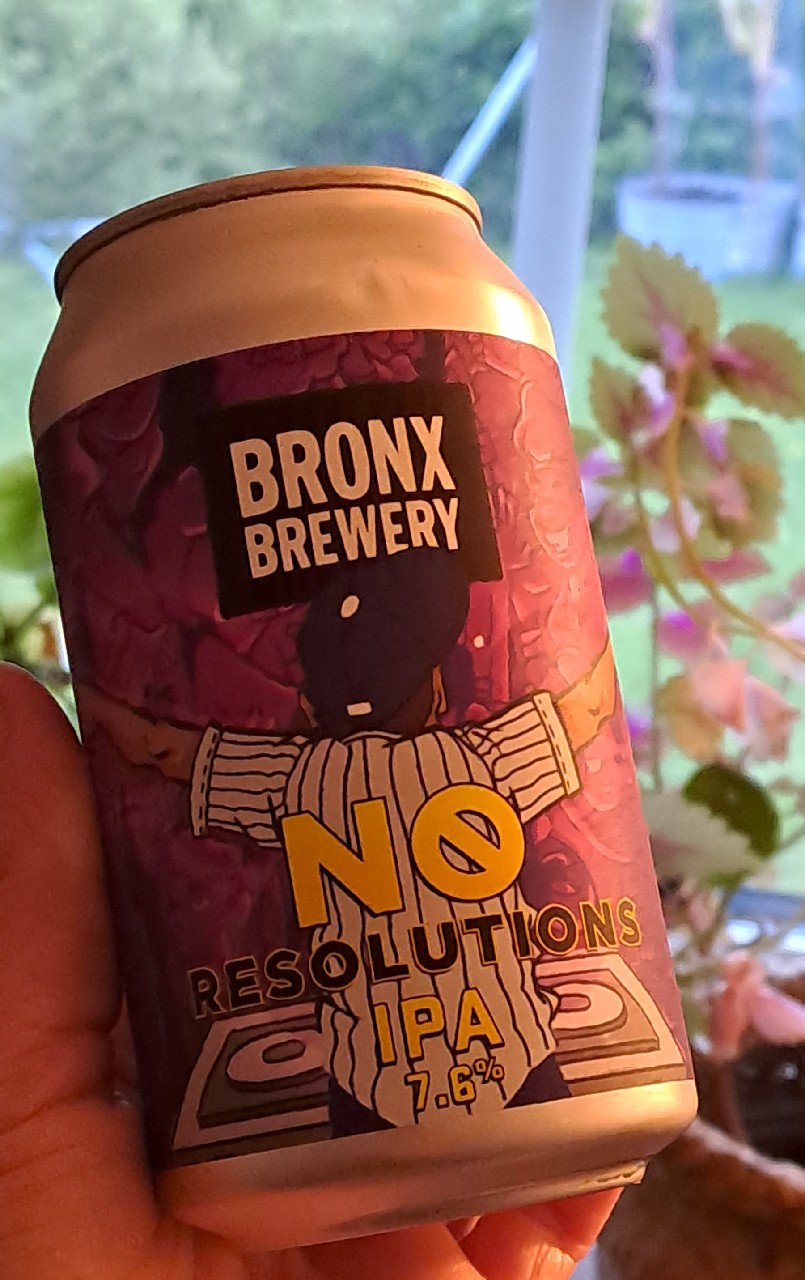 BRONX
BREWERY
NO
RESOLUTIONS
IPA
7.6%